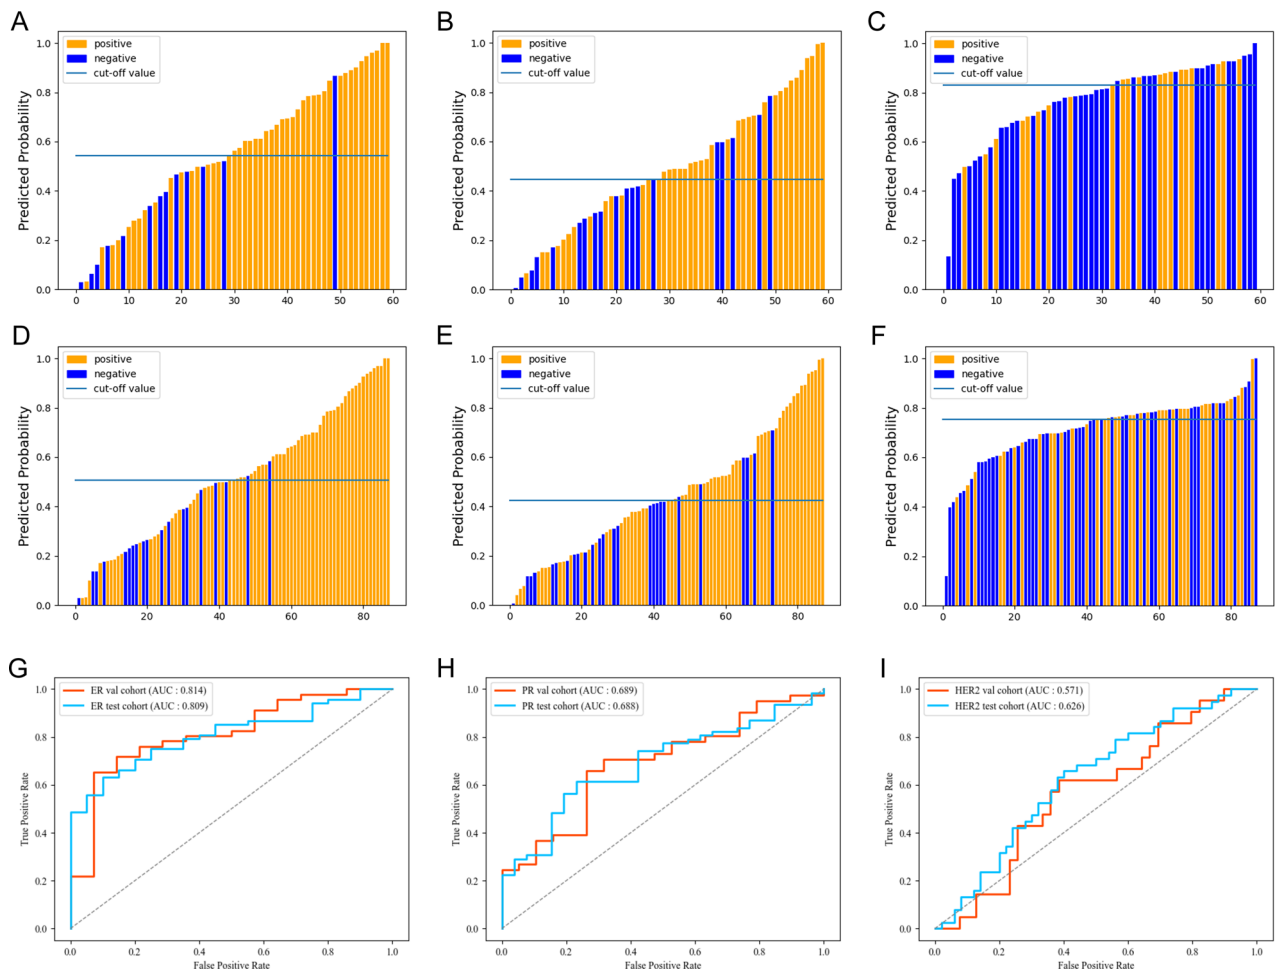 A
B
C
positive
negative
cut-off value
positive
negative
cut-off value
positive
negative
cut-off value
Predicted Probability
Predicted Probability
Predicted Probability
1.0
0.8
0.6
0.4
0.2
0.0
1.0
0.8
0.6
0.4
0.2
0.0
1.0
0.8
0.6
0.4
0.2
0.0
0 10 20 30 40 50 60
0 10 20 30 40 50 60
0 10 20 30 40 50 60
D
E
F
positive
negative
cut-off value
positive
negative
cut-off value
positive
negative
cut-off value
Predicted Probability
Predicted Probability
Predicted Probability
1.0
0.8
0.6
0.4
0.2
0.0
1.0
0.8
0.6
0.4
0.2
0.0
1.0
0.8
0.6
0.4
0.2
0.0
0 20 40 60 80
0 20 40 60 80
0 20 40 60 80
G
H
I
ER val cohort (AUC : 0.814)
ER test cohort (AUC : 0.809)
PR val cohort (AUC : 0.689)
PR test cohort (AUC : 0.688)
HER2 val cohort (AUC : 0.571)
HER2 test cohort (AUC : 0.626)
True Positive Rate
True Positive Rate
True Positive Rate
1.0
0.8
0.6
0.4
0.2
0.0
1.0
0.8
0.6
0.4
0.2
0.0
1.0
0.8
0.6
0.4
0.2
0.0
0.0 0.2 0.4 0.6 0.8 1.0
0.0 0.2 0.4 0.6 0.8 1.0
0.0 0.2 0.4 0.6 0.8 1.0
False Positive Rate
False Positive Rate
False Positive Rate